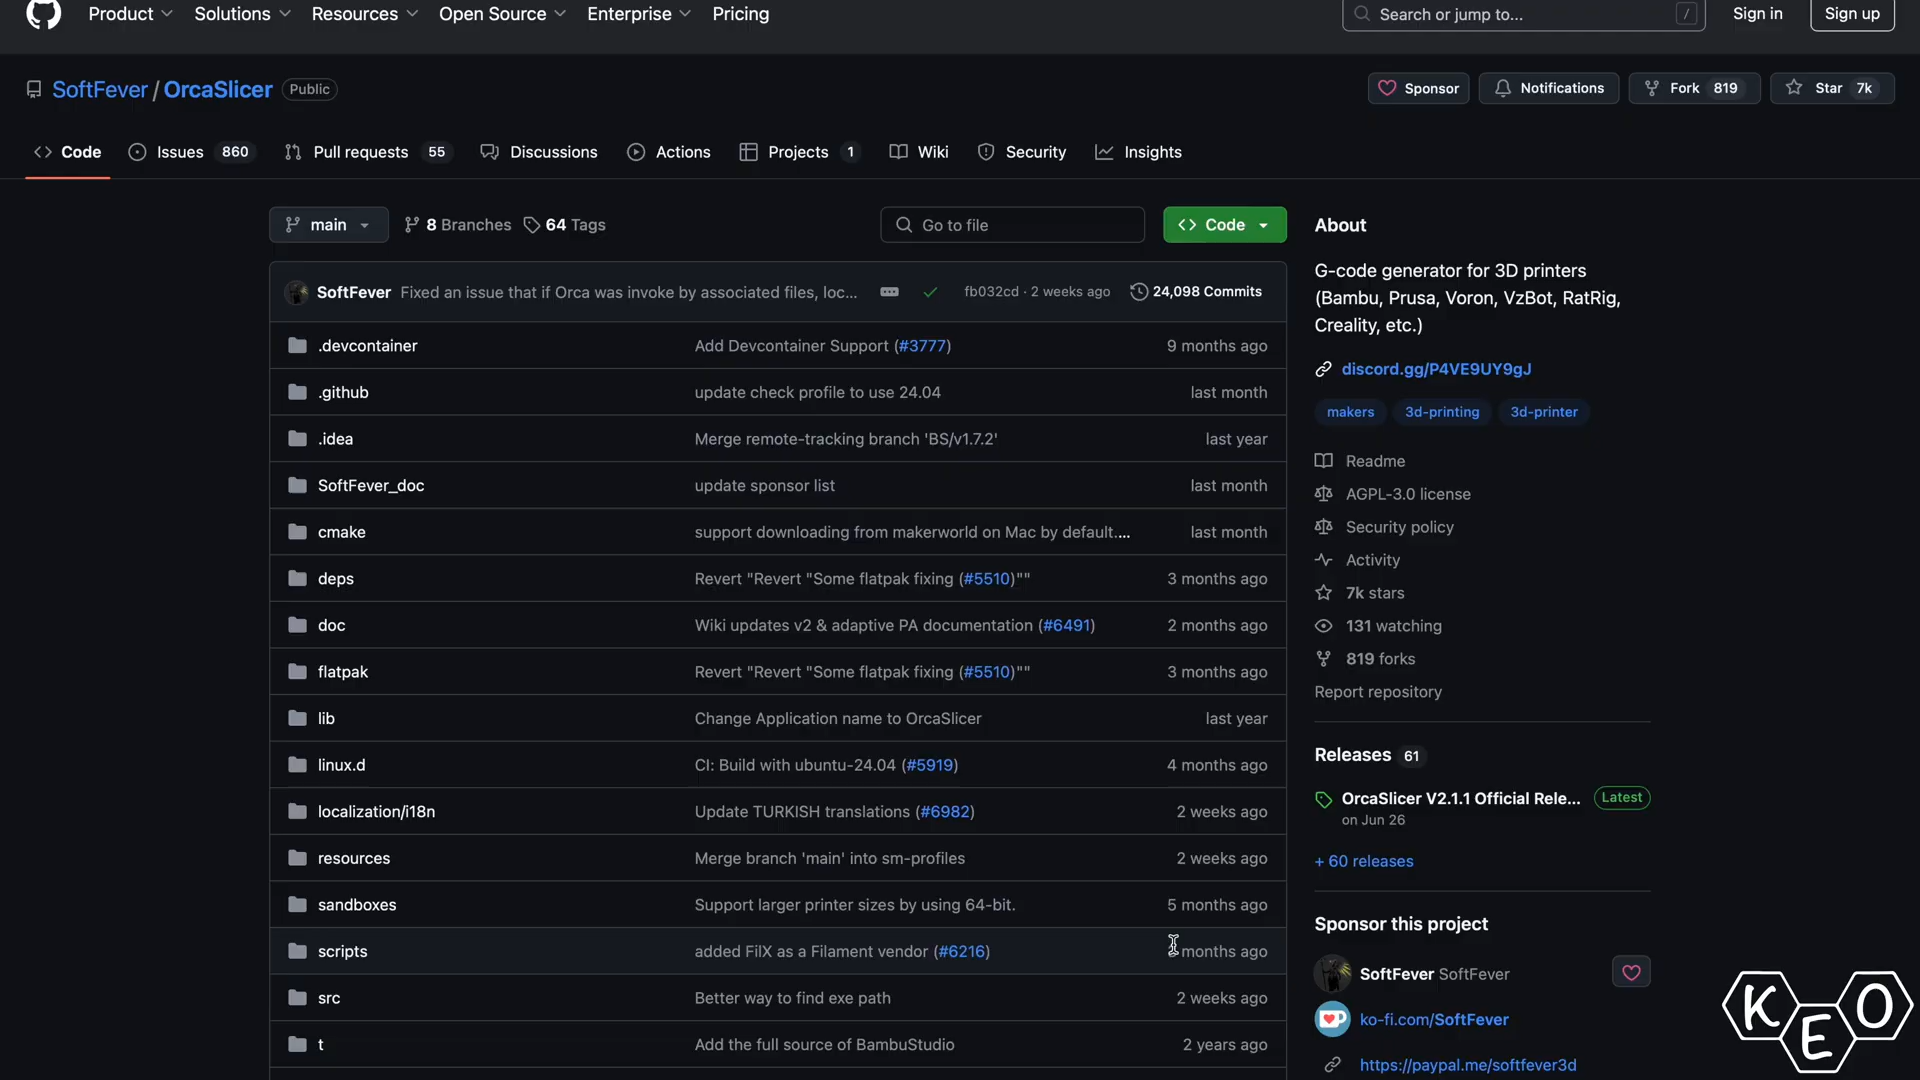 Product Solutions Resources Open Source Enterprise Pricing Search or jump to... / Sign in Sign up
SoftFever / OrcaSlicer Public Sponsor Notifications Fork 819 Star 7k
Code Issues 860 Pull requests 55 Discussions Actions Projects 1 Wiki Security Insights
main 8 Branches 64 Tags Go to file Code
SoftFever Fixed an issue that if Orca was invoke by associated files, loc... fb032cd · 2 weeks ago 24,098 Commits
.devcontainer Add Devcontainer Support (#3777) 9 months ago
.github update check profile to use 24.04 last month
.idea Merge remote-tracking branch 'BS/v1.7.2' last year
SoftFever_doc update sponsor list last month
cmake support downloading from makerworld on Mac by default.... last month
deps Revert "Revert "Some flatpak fixing (#5510)"" 3 months ago
doc Wiki updates v2 & adaptive PA documentation (#6491) 2 months ago
flatpak Revert "Revert "Some flatpak fixing (#5510)"" 3 months ago
lib Change Application name to OrcaSlicer last year
linux.d CI: Build with ubuntu-24.04 (#5919) 4 months ago
localization/i18n Update TURKISH translations (#6982) 2 weeks ago
resources Merge branch 'main' into sm-profiles 2 weeks ago
sandboxes Support larger printer sizes by using 64-bit. 5 months ago
scripts added FilX as a Filament vendor (#6216) months ago
src Better way to find exe path 2 weeks ago
t Add the full source of BambuStudio 2 years ago
About
G-code generator for 3D printers
(Bambu, Prusa, Voron, VzBot, RatRig,
Creality, etc.)
discord.gg/P4VE9UY9gJ
makers 3d-printing 3d-printer
Readme
AGPL-3.0 license
Security policy
Activity
7k stars
131 watching
819 forks
Report repository
Releases 61
OrcaSlicer V2.1.1 Official Rele... Latest
on Jun 26
+ 60 releases
Sponsor this project
SoftFever SoftFever
ko-fi.com/SoftFever
https://paypal.me/softfever3d
KEO